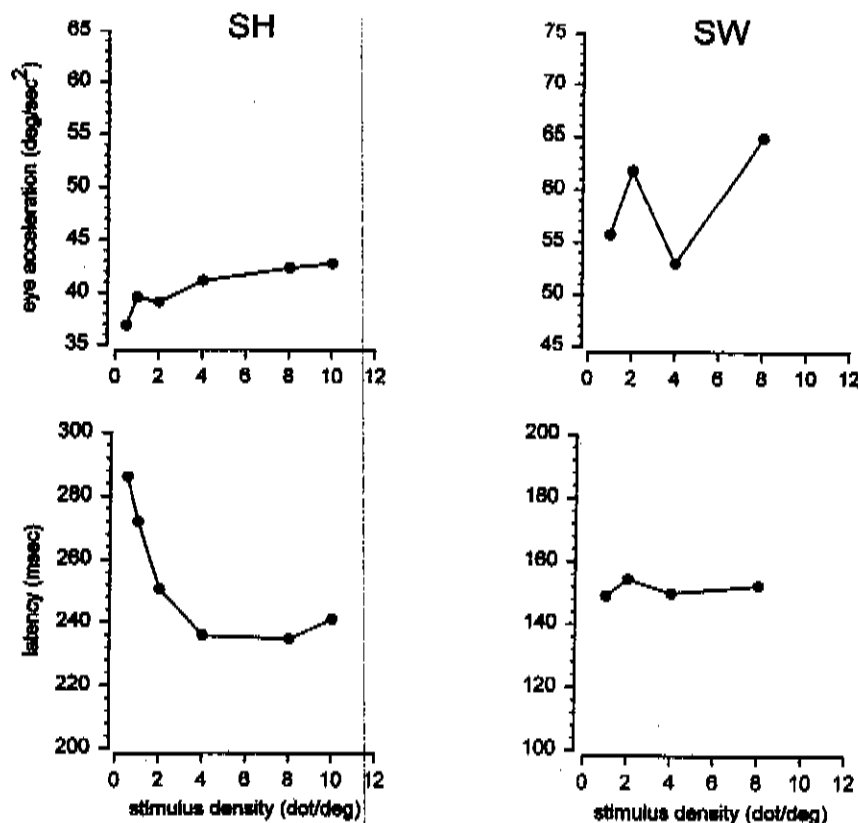 SH
65
60
55
50
45
40
35
eye acceleration (deg/sec²)
0 2 4 6 8 10 12
SW
75
70
65
60
55
50
45
0 2 4 6 8 10 12
300
280
260
240
220
200
latency (msec)
0 2 4 6 8 10 12
stimulus density (dot/deg)
200
180
160
140
120
100
0 2 4 6 8 10 12
stimulus density (dot/deg)